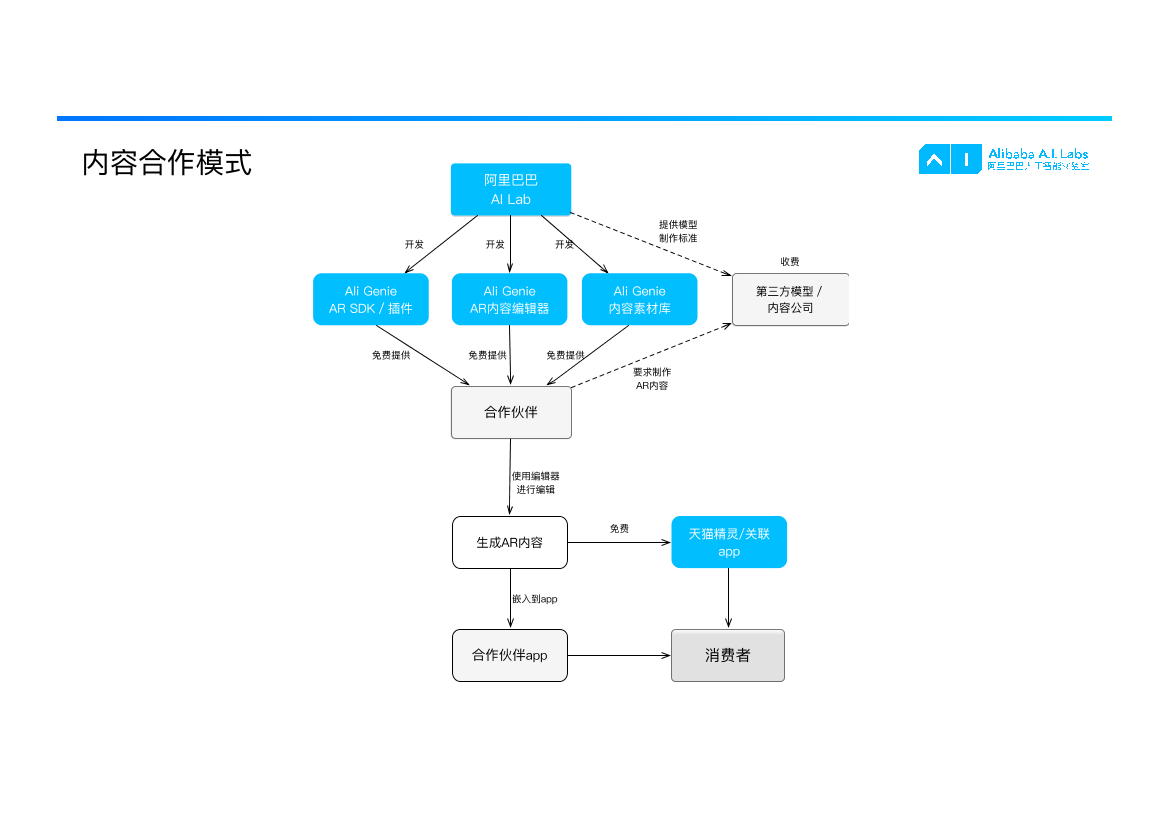 内容合作模式
Alibaba A.I. Labs
阿里巴巴人工智能实验室
阿里巴巴
AI Lab
提供模型
制作标准
开发
开发
开发
收费
Ali Genie
AR SDK / 插件
Ali Genie
AR内容编辑器
Ali Genie
内容素材库
第三方模型 /
内容公司
免费提供
免费提供
免费提供
要求制作
AR内容
合作伙伴
使用编辑器
进行编辑
生成AR内容
免费
天猫精灵/关联
app
嵌入到app
合作伙伴app
消费者